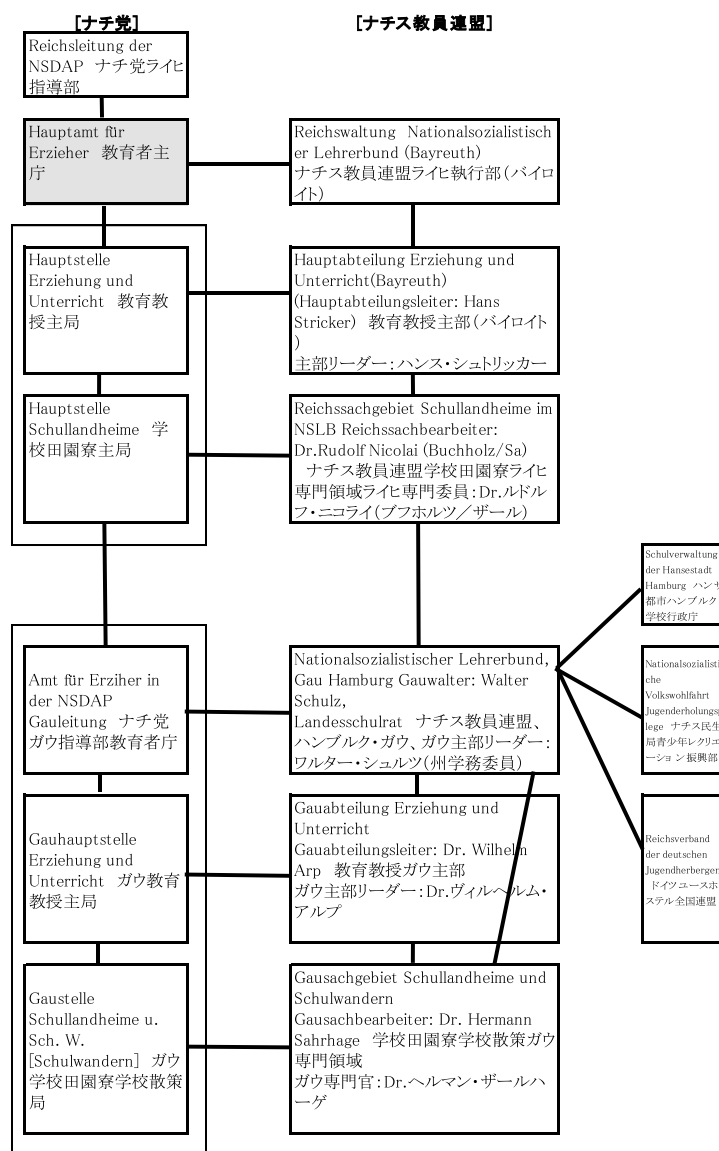 [ナチ党]
[ナチス教員連盟]
Reichsleitung der
NSDAP ナチ党ライヒ
指導部
Hauptamt für
Erzieher 教育者主
庁
Reichswaltung Nationalsozialistisch
er Lehrerbund (Bayreuth)
ナチス教員連盟ライヒ執行部(バイロ
イト)
Hauptstelle
Erziehung und
Unterricht 教育教
授主局
Hauptabteilung Erziehung und
Unterricht(Bayreuth)
(Hauptabteilungsleiter: Hans
Stricker) 教育教授主部(バイロイト
)
主部リーダー:ハンス・シュトリッカー
Hauptstelle
Schullandheime 学
校田園寮主局
Reichssachgebiet Schullandheime im
NSLB Reichssachbearbeiter:
Dr.Rudolf Nicolai (Buchholz/Sa)
ナチス教員連盟学校田園寮ライヒ
専門領域ライヒ専門委員:Dr.ルドル
フ・ニコライ(ブフホルツ/ザール)
Schulverwaltung
der Hansestadt
Hamburg ハンザ
都市ハンブルク
学校行政庁
Amt für Erziher in
der NSDAP
Gauleitung ナチ党
ガウ指導部教育者庁
Nationalsozialistischer Lehrerbund,
Gau Hamburg Gauwalter: Walter
Schulz,
Landesschulrat ナチス教員連盟、
ハンブルク・ガウ、ガウ主部リーダー:
ワルター・シュルツ(州学務委員)
Nationalsozialisti
che
Volkswohlfahrt
Jugenderholungsp
lege ナチス民生
局青少年レクリエ
ーション振興部
Gauhauptstelle
Erziehung und
Unterricht ガウ教育
教授主局
Gauabteilung Erziehung und
Unterricht
Gauabteilungsleiter: Dr. Wilhelm
Arp 教育教授ガウ主部
ガウ主部リーダー:Dr.ヴィルヘルム・
アルプ
Reichsverband
der deutschen
Jugendherbergen
ドイツユースホ
ステル全国連盟
Gaustelle
Schullandheime u.
Sch. W.
[Schulwandern] ガウ
学校田園寮学校散策
局
Gausachgebiet Schullandheime und
Schulwandern
Gausachbearbeiter: Dr. Hermann
Sahrhage 学校田園寮学校散策ガウ
専門領域
ガウ専門官:Dr.ヘルマン・ザールハ
ーゲ